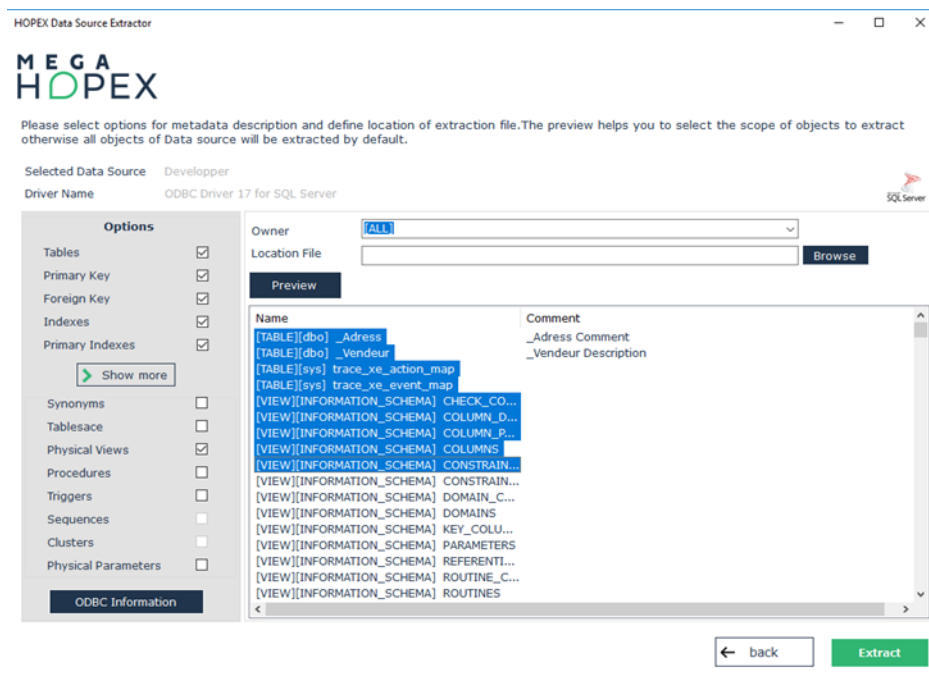 HOPEX Data Source Extractor
MEGA
HOPEX
Please select options for metadata description and define location of extraction file.The preview helps you to select the scope of objects to extract
otherwise all objects of Data source will be extracted by default.
Selected Data Source Developper
Driver Name ODBC Driver 17 for SQL Server
SQL Server
Options
Tables
Primary Key
Foreign Key
Indexes
Primary Indexes
Show more
Synonyms
Tablesace
Physical Views
Procedures
Triggers
Sequences
Clusters
Physical Parameters
ODBC Information
Owner [ALL]
Location File Browse
Preview
Name Comment
[TABLE][dbo] _Adress _Adress Comment
[TABLE][dbo] _Vendeur _Vendeur Description
[TABLE][sys] trace_xe_action_map
[TABLE][sys] trace_xe_event_map
[VIEW][INFORMATION_SCHEMA] CHECK_CO...
[VIEW][INFORMATION_SCHEMA] COLUMN_D...
[VIEW][INFORMATION_SCHEMA] COLUMN_P...
[VIEW][INFORMATION_SCHEMA] COLUMNS
[VIEW][INFORMATION_SCHEMA] CONSTRAIN...
[VIEW][INFORMATION_SCHEMA] CONSTRAIN...
[VIEW][INFORMATION_SCHEMA] DOMAIN_C...
[VIEW][INFORMATION_SCHEMA] DOMAINS
[VIEW][INFORMATION_SCHEMA] KEY_COLU...
[VIEW][INFORMATION_SCHEMA] PARAMETERS
[VIEW][INFORMATION_SCHEMA] REFERENTI...
[VIEW][INFORMATION_SCHEMA] ROUTINE_C...
[VIEW][INFORMATION_SCHEMA] ROUTINES
back
Extract